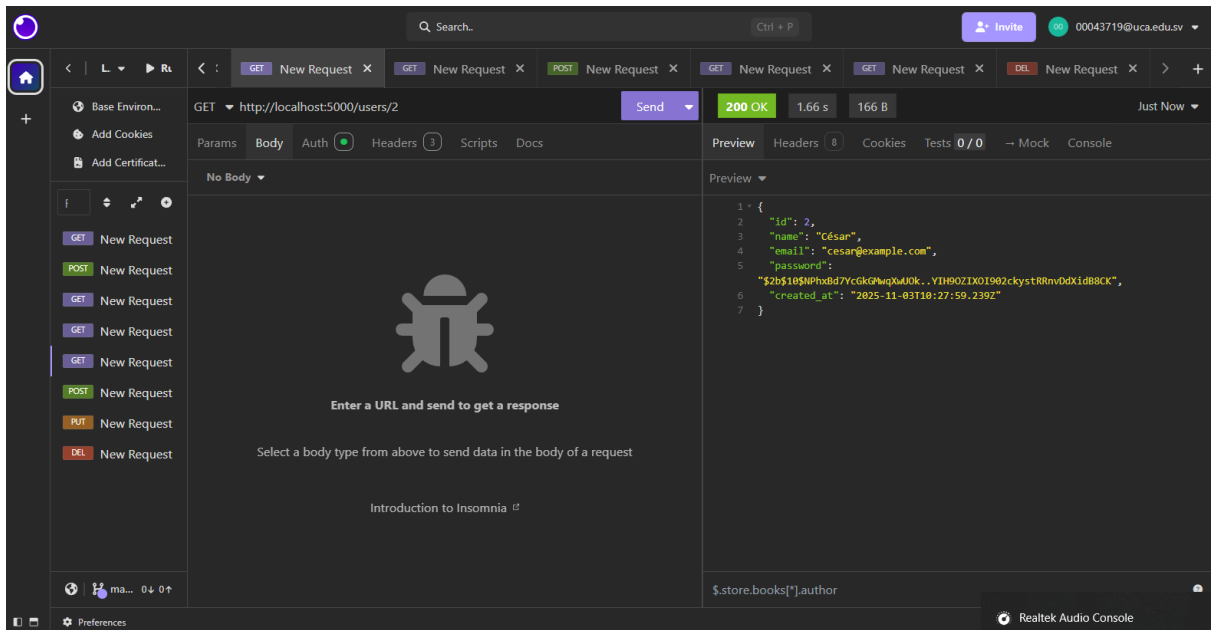 Search..
Ctrl + P
Invite
00
00043719@uca.edu.sv
L..
GET New Request
GET New Request
POST New Request
GET New Request
GET New Request
DEL New Request
Base Environ...
Add Cookies
Add Certificat...
F
GET New Request
POST New Request
GET New Request
GET New Request
GET New Request
POST New Request
PUT New Request
DEL New Request
ma... 0↓ 0↑
Preferences
GET http://localhost:5000/users/2
Send
Params Body Auth Headers 3 Scripts Docs
No Body
Enter a URL and send to get a response
Select a body type from above to send data in the body of a request
Introduction to Insomnia
200 OK 1.66 s 166 B Just Now
Preview Headers 8 Cookies Tests 0 / 0 → Mock Console
Preview
1 {
2 "id": 2,
3 "name": "César",
4 "email": "cesar@example.com",
5 "password":
"$2b$10$NPhxBd7YcGkGMwqXwUOk..YIH9OZIXOI902ckystRRnvDdXidB8CK",
6 "created_at": "2025-11-03T10:27:59.239Z"
7 }
$.store.books[*].author
Realtek Audio Console